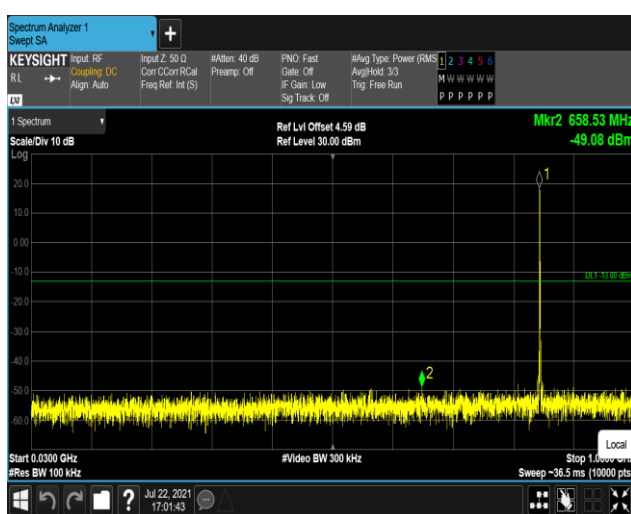 Spectrum Analyzer 1
Swept SA
KEYSIGHT
RL
LXI
Input: RF
Coupling: DC
Align: Auto
Input Z: 50 Ω
Corr CCorr RCal
Freq Ref: Int (S)
#Atten: 40 dB
Preamp: Off
PNO: Fast
Gate: Off
IF Gain: Low
Sig Track: Off
#Avg Type: Power (RMS
Avg|Hold: 3/3
Trig: Free Run
1 2 3 4 5 6
M W W W W W
P P P P P P
1 Spectrum
Scale/Div 10 dB
Log
Ref Lvl Offset 4.59 dB
Ref Level 30.00 dBm
Mkr2 658.53 MHz
-49.08 dBm
1
20.0
10.0
0.00
-10.0
DL1 -13.00 dBm
-20.0
-30.0
-40.0
2
-50.0
-60.0
Local
Start 0.0300 GHz
#Res BW 100 kHz
#Video BW 300 kHz
Stop
Sweep ~36.5 ms (10000 pts
?
Jul 22, 2021
17:01:43